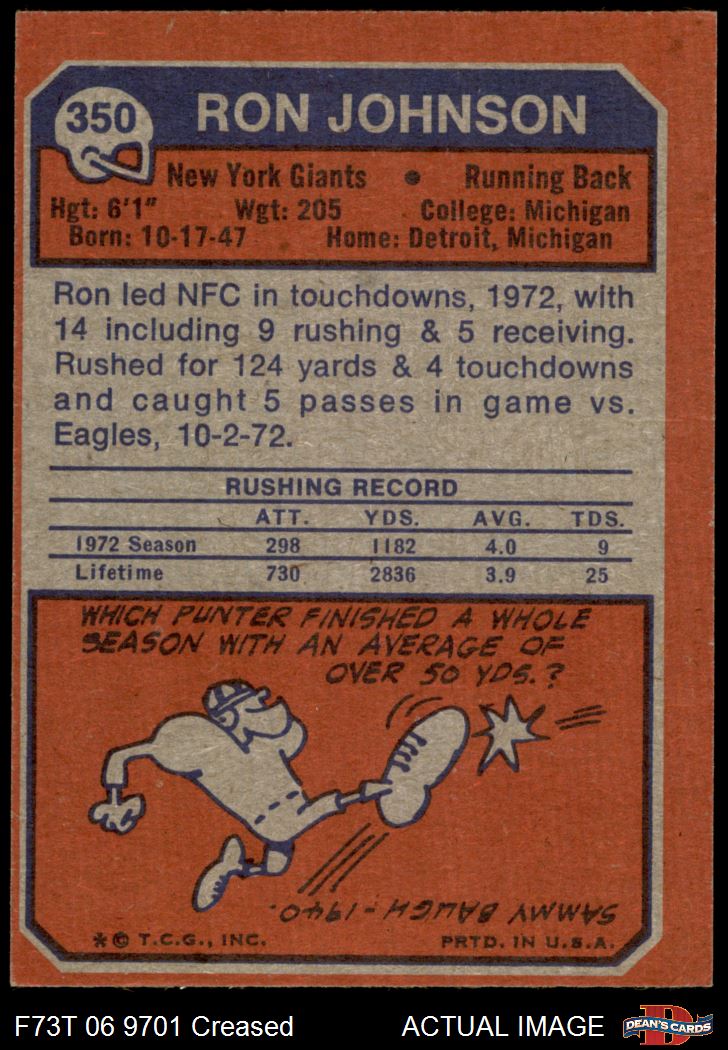 350
RON JOHNSON
New York Giants • Running Back
Hgt: 6'1" Wgt: 205 College: Michigan
Born: 10-17-47 Home: Detroit, Michigan
Ron led NFC in touchdowns, 1972, with
14 including 9 rushing & 5 receiving.
Rushed for 124 yards & 4 touchdowns
and caught 5 passes in game vs.
Eagles, 10-2-72.
RUSHING RECORD
ATT. YDS. AVG. TDS.
1972 Season 298 1182 4.0 9
Lifetime 730 2836 3.9 25
WHICH PUNTER FINISHED A WHOLE
SEASON WITH AN AVERAGE OF
OVER 50 YDS.?
SAMMY BAUGH-1940.
*© T.C.G., INC. PRTD. IN U.S.A.
F73T 06 9701 Creased ACTUAL IMAGE
D
DEAN'S CARDS